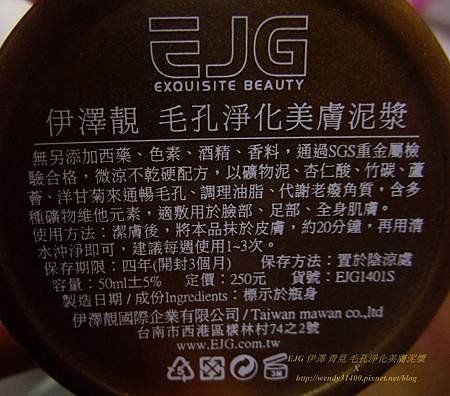 EJG
EXQUISITE BEAUTY
伊澤靚 毛孔淨化美膚泥漿
無另添加西藥、色素、酒精、香料，通過SGS重金屬檢
驗合格，微涼不乾硬配方，以礦物泥、杏仁酸、竹碳、蘆
薈、洋甘菊來通暢毛孔、調理油脂、代謝老廢角質，含多
種礦物維他元素，適敷用於臉部、足部、全身肌膚。
使用方法：潔膚後，將本品抹於皮膚，約20分鐘，再用清
水沖淨即可，建議每週使用1~3次。
保存期限：四年(開封3個月) 保存方法：置於陰涼處
容量：50ml±5% 定價：250元 貨號：EJG1401S
製造日期/成份Ingredients：標示於瓶身
伊澤靚國際企業有限公司/Taiwan mawan co.,ltd
台南市西港區樣林村74之2號
www.EJG.com.tw
3M
EJG 伊澤 青見 毛孔淨化美膚泥漿
X
http://wendy31400.pixnet.net/blog